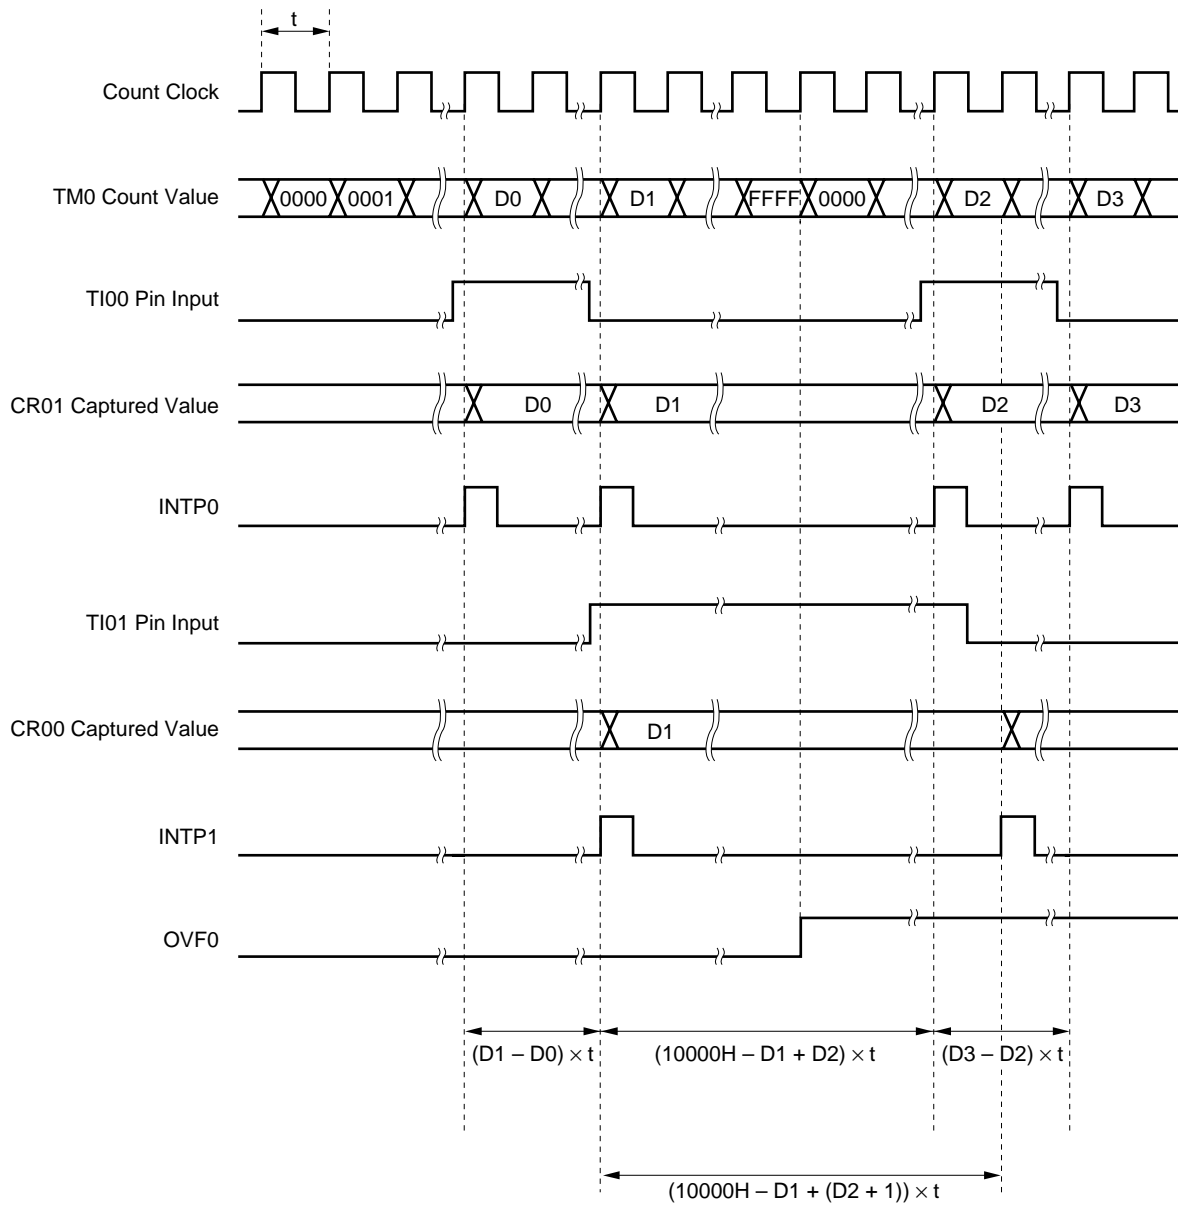 t
Count Clock
TM0 Count Value 0000 0001 D0 D1 FFFF 0000 D2 D3
TI00 Pin Input
CR01 Captured Value D0 D1 D2 D3
INTP0
TI01 Pin Input
CR00 Captured Value D1
INTP1
OVF0
(D1 – D0) × t (10000H – D1 + D2) × t (D3 – D2) × t
(10000H – D1 + (D2 + 1)) × t